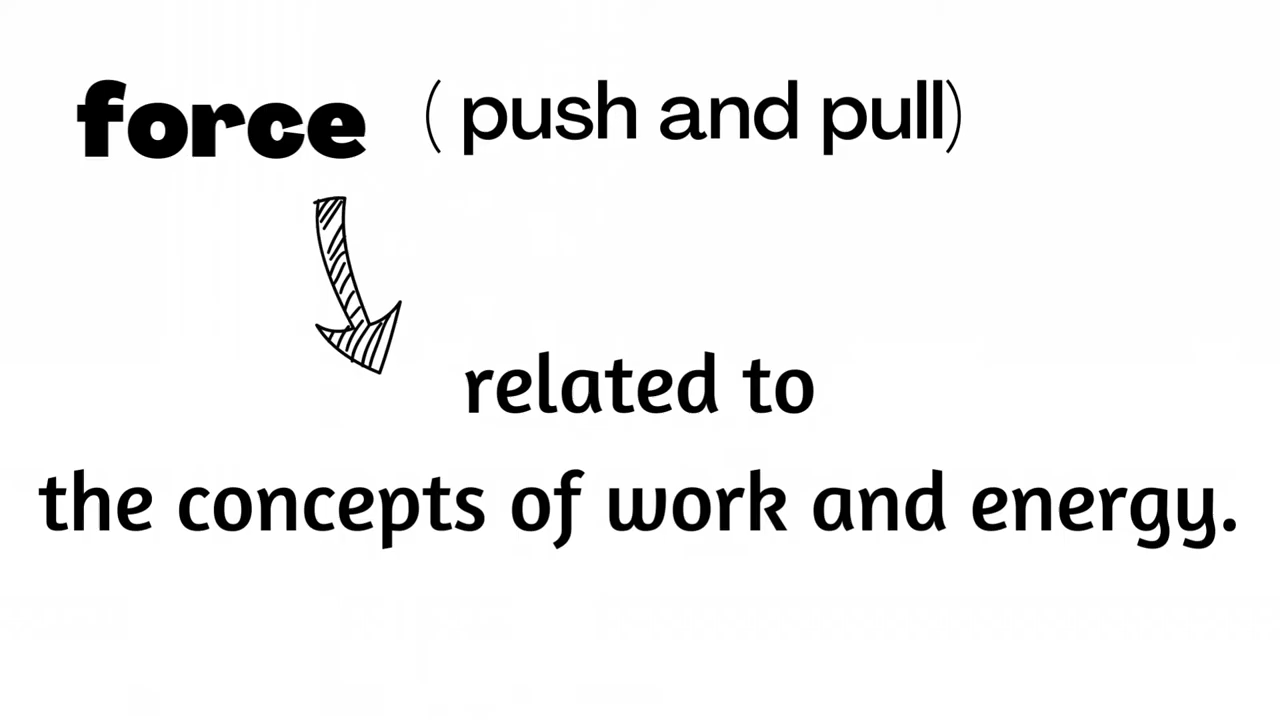 force ( push and pull)
related to
the concepts of work and energy.